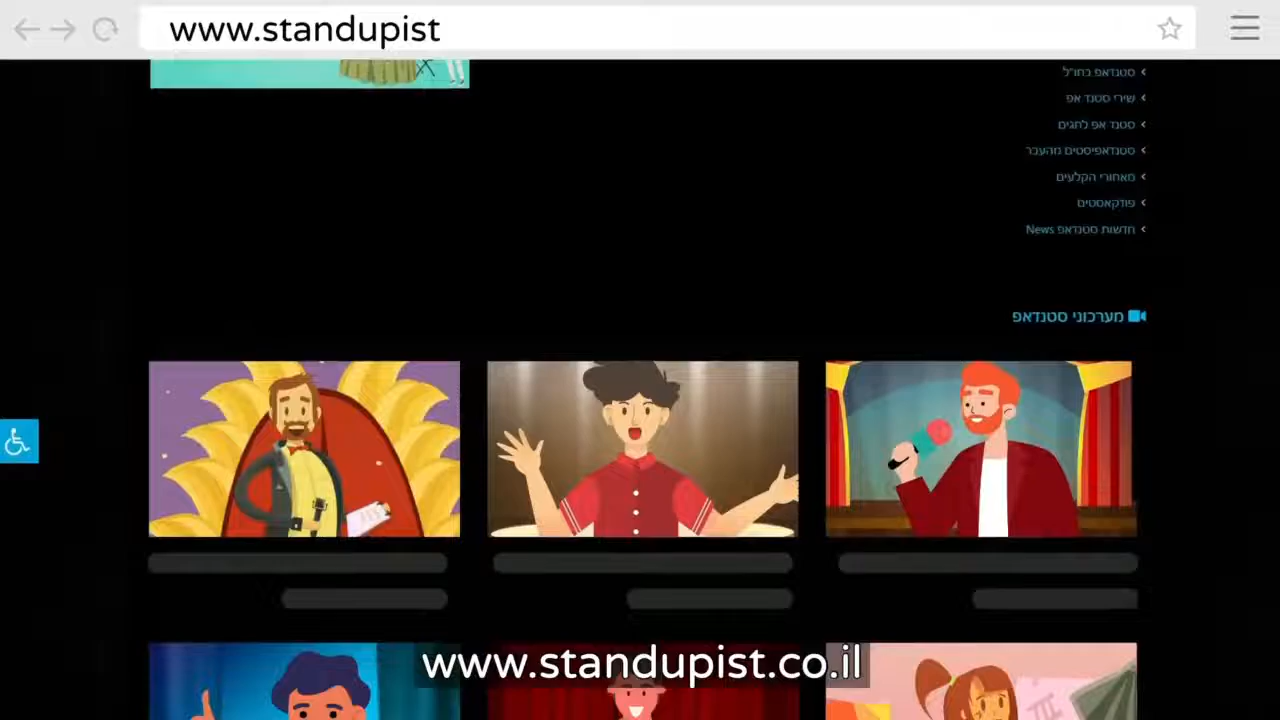 www.standupist
סטנדאפ בחו"ל
שירי סטנד אפ
סטנד אפ לחגים
סטנדאפיסטים מהעבר
מאחורי הקלעים
פודקאסטים
חדשות סטנדאפ News
מערכוני סטנדאפ
www.standupist.co.il